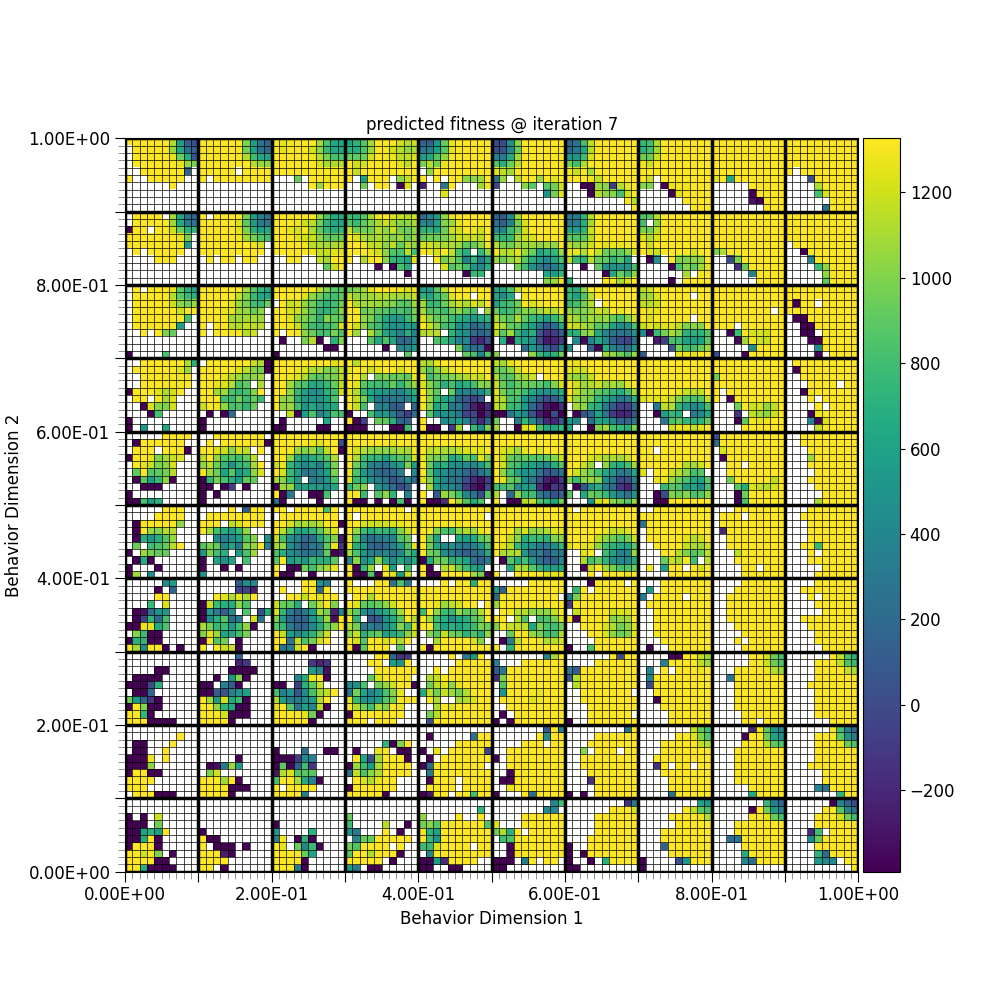 predicted fitness @ iteration 7
1.00E+00
8.00E-01
6.00E-01
4.00E-01
2.00E-01
0.00E+00
Behavior Dimension 2
0.00E+00 2.00E-01 4.00E-01 6.00E-01 8.00E-01 1.00E+00
Behavior Dimension 1
1200
1000
800
600
400
200
0
−200